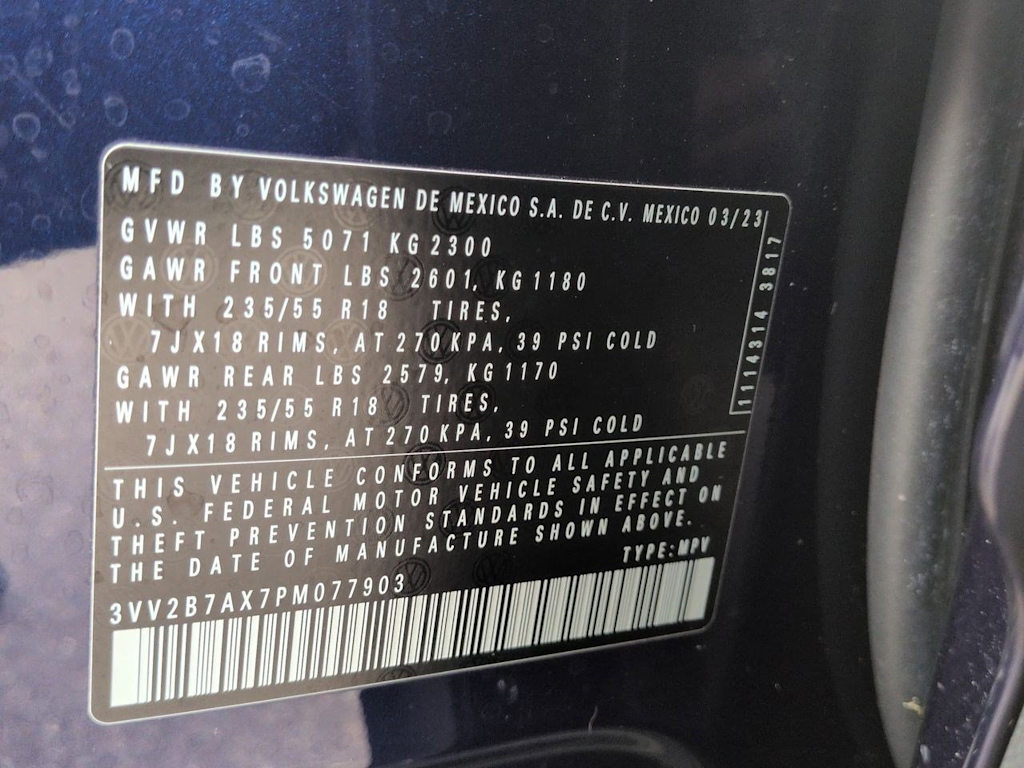 MFD BY VOLKSWAGEN DE MEXICO S.A. DE C.V. MEXICO 03/23
GVWR LBS 5071 KG 2300
GAWR FRONT LBS 2601, KG 1180
WITH 235/55 R18 TIRES,
7JX18 RIMS, AT 270 KPA, 39 PSI COLD
GAWR REAR LBS 2579, KG 1170
WITH 235/55 R18 TIRES,
7JX18 RIMS, AT 270 KPA, 39 PSI COLD
1114314 3817
THIS VEHICLE CONFORMS TO ALL APPLICABLE
U.S. FEDERAL MOTOR VEHICLE SAFETY AND
THEFT PREVENTION STANDARDS IN EFFECT ON
THE DATE OF MANUFACTURE SHOWN ABOVE.
TYPE:MPV
3VV2B7AX7PM077903